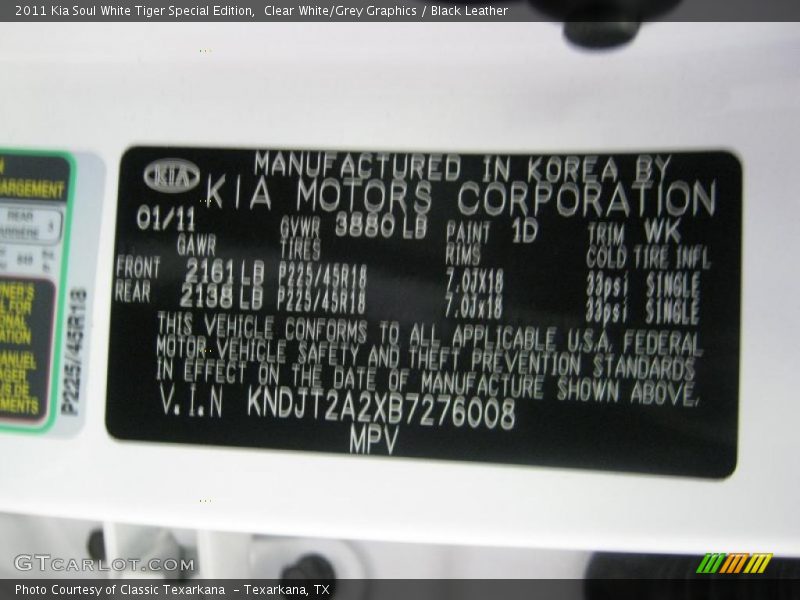 2011 Kia Soul White Tiger Special Edition,  Clear White/Grey Graphics / Black Leather
MANUFACTURED IN KOREA BY
KIA KIA MOTORS CORPORATION
01/11 GVWR 3880 LB PAINT 1D TRIM WK
GAWR TIRES RIMS COLD TIRE INFL
FRONT 2161 LB P225/45R18 7.0JX18 33psi SINGLE
REAR 2138 LB P225/45R18 7.0JX18 33psi SINGLE
THIS VEHICLE CONFORMS TO ALL APPLICABLE U.S.A. FEDERAL
MOTOR VEHICLE SAFETY AND THEFT PREVENTION STANDARDS
IN EFFECT ON THE DATE OF MANUFACTURE SHOWN ABOVE.
V.I.N KNDJT2A2XB7276008
MPV
REAR
P225/45R18
GTCARLOT.COM
Photo Courtesy of Classic Texarkana  – Texarkana, TX